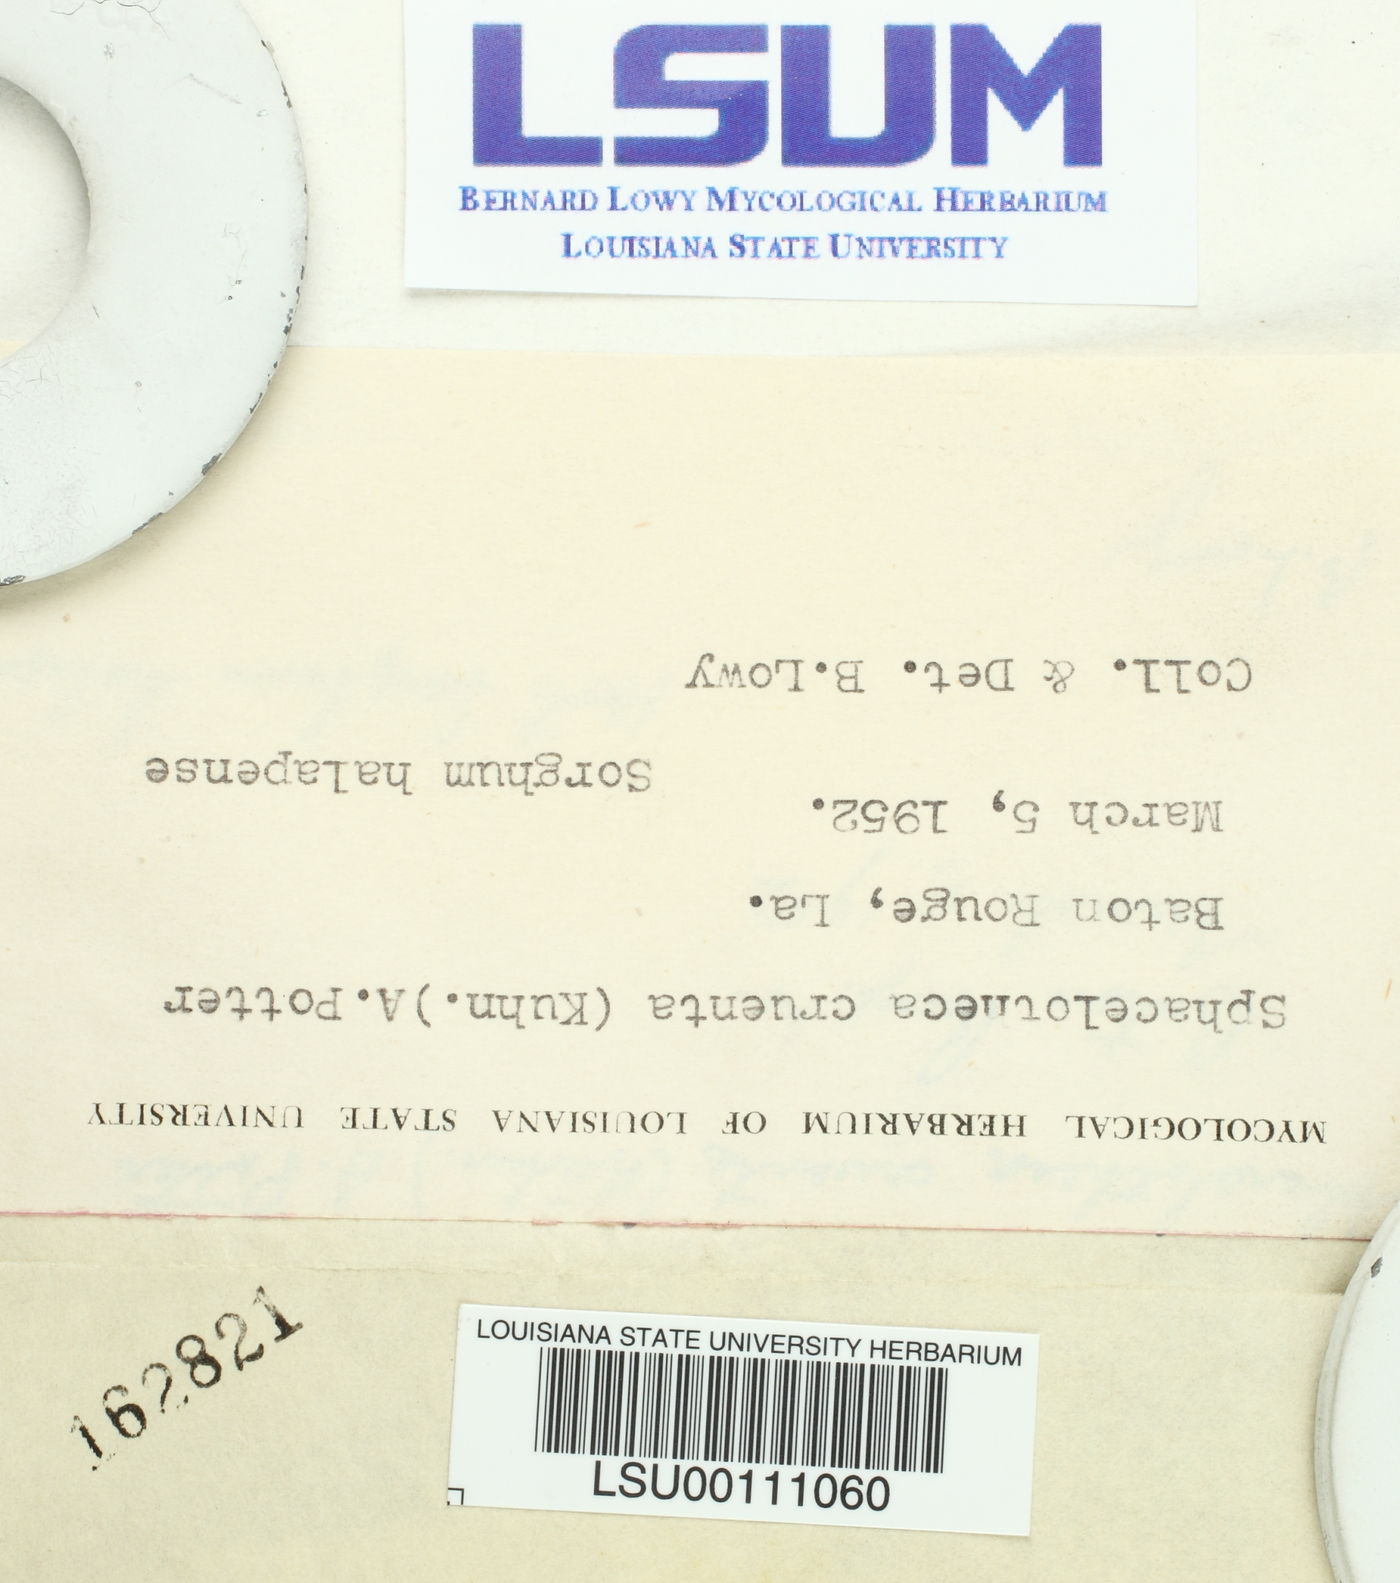 LSUM
BERNARD LOWY MYCOLOGICAL HERBARIUM
LOUISIANA STATE UNIVERSITY
MYCOLOGICAL HERBARIUM OF LOUISIANA STATE UNIVERSITY
Sphacelotheca cruenta (Kuhn.)A.Potter
Baton Rouge, La.
March 5, 1952.
Sorghum halapense
Coll. & Det. B.Lowy
162821
LOUISIANA STATE UNIVERSITY HERBARIUM
LSU00111060